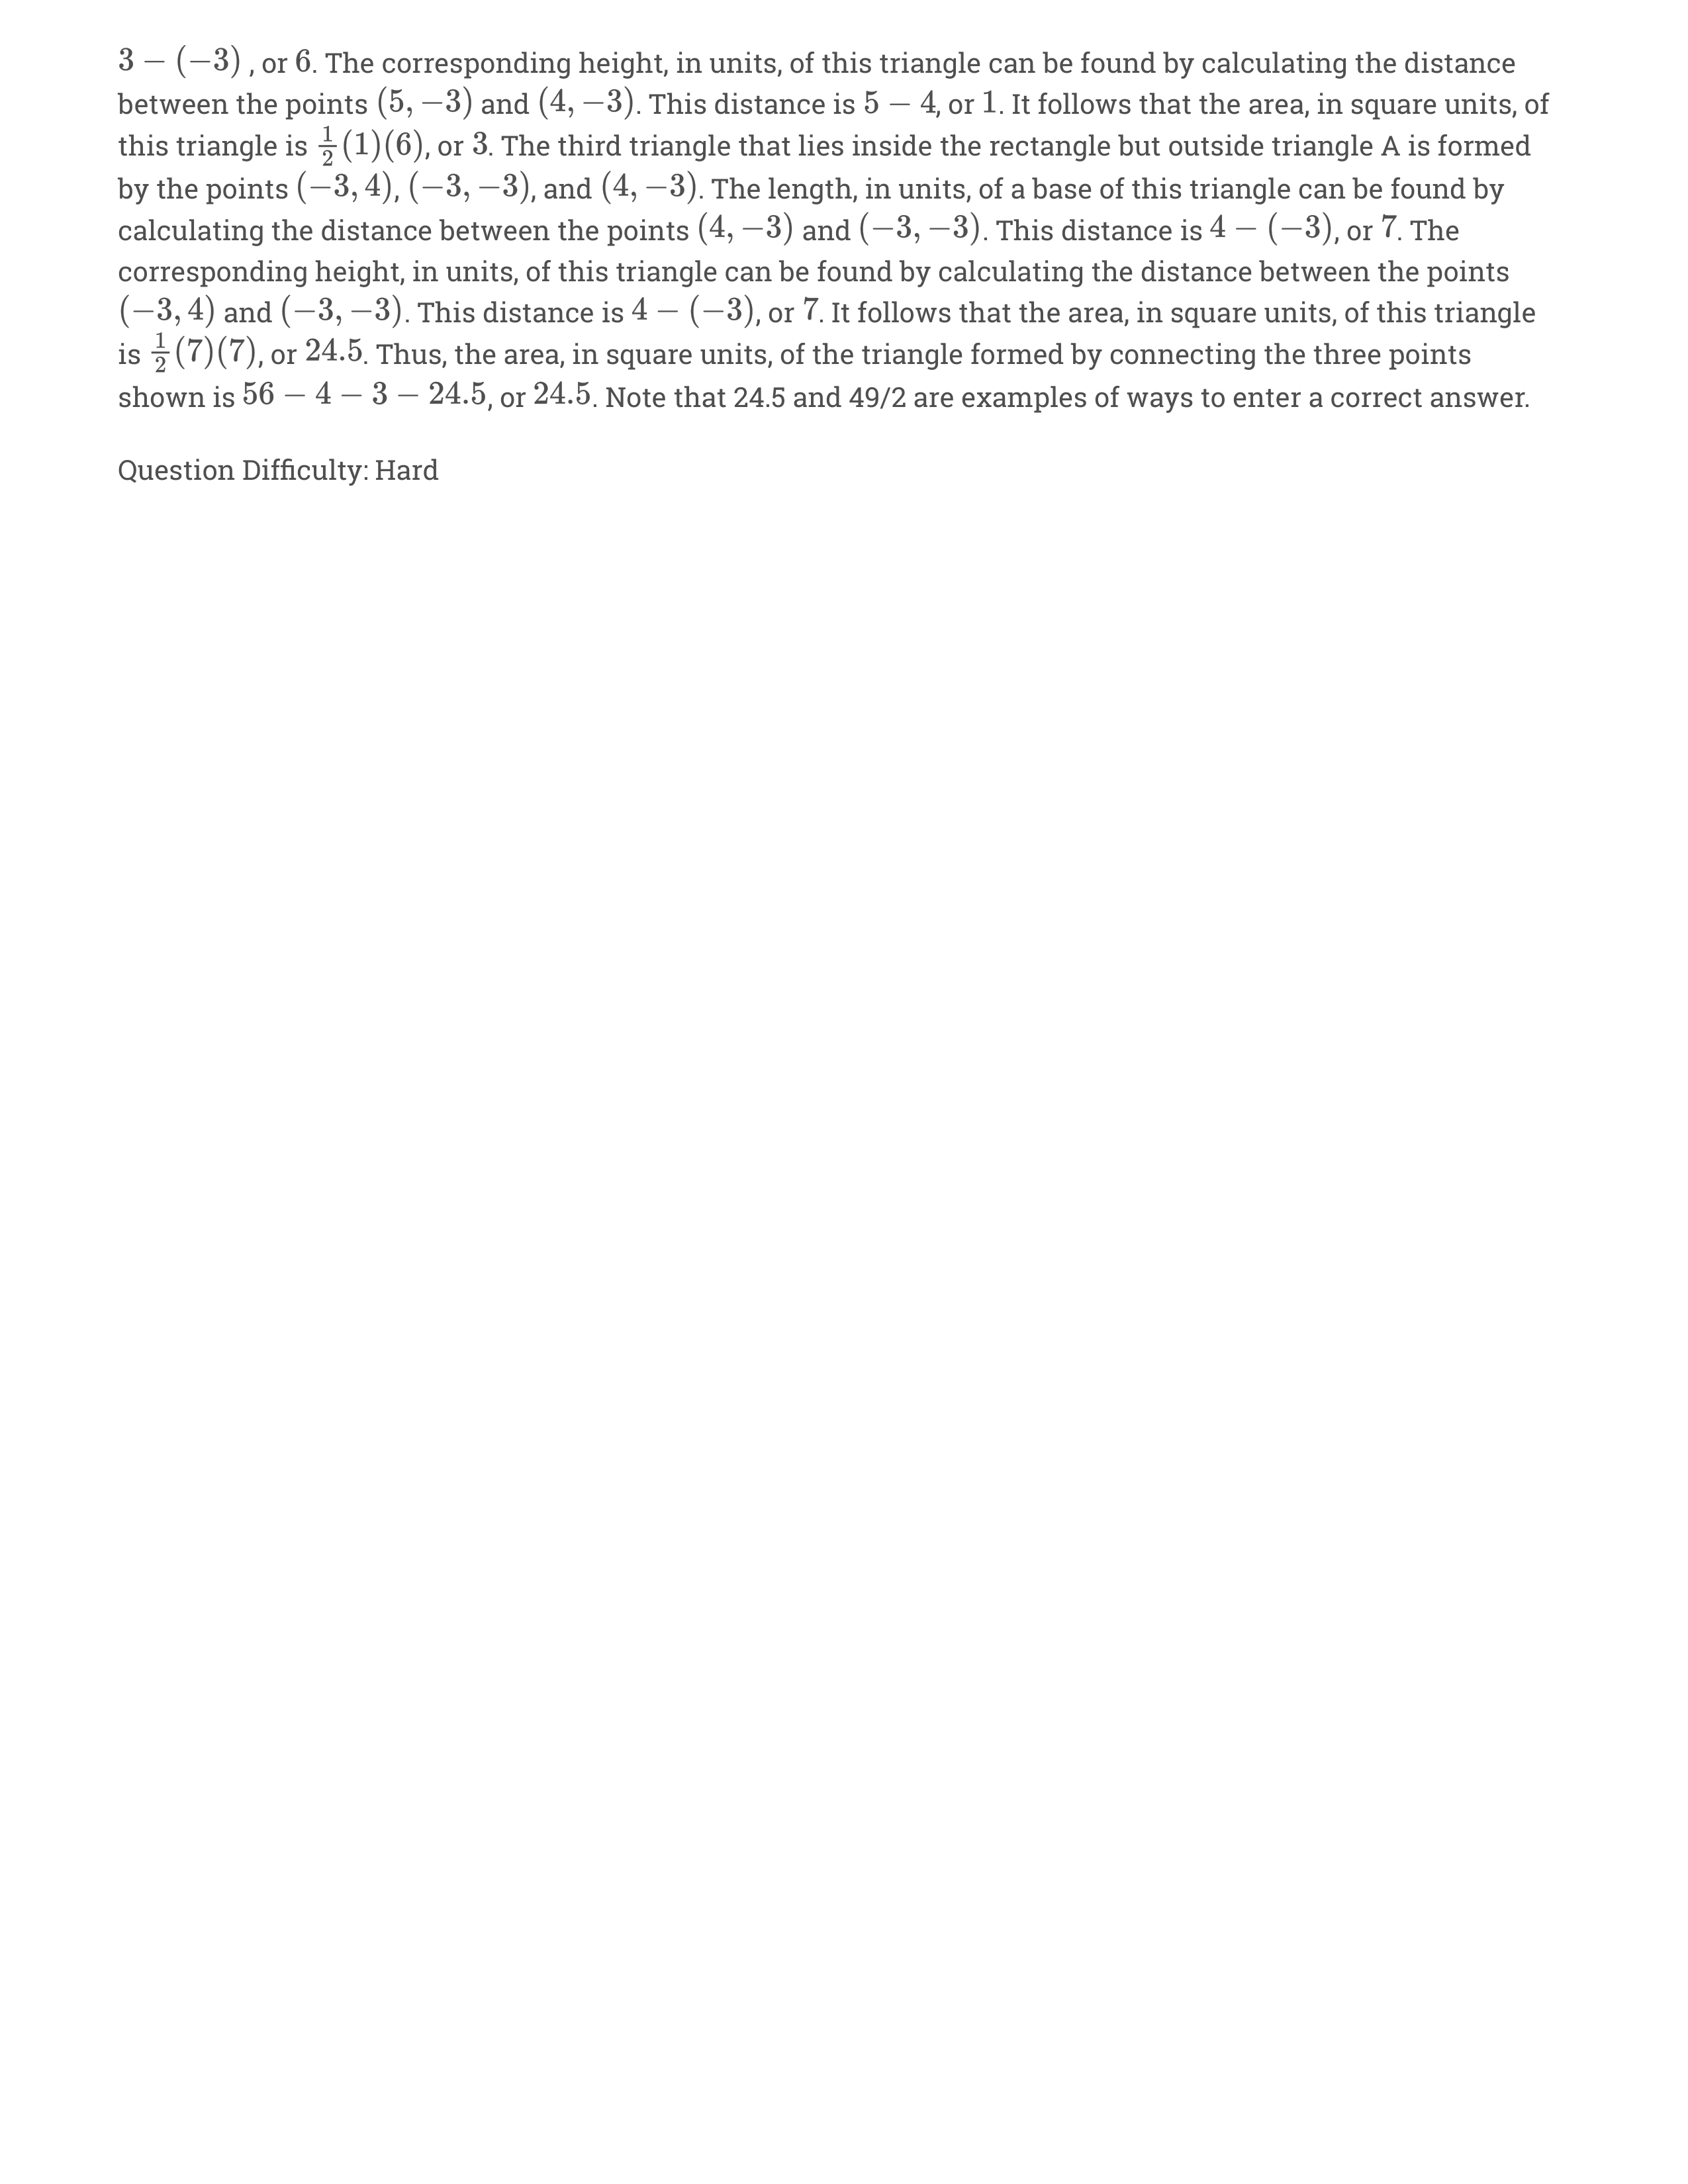 3 − (−3) , or 6. The corresponding height, in units, of this triangle can be found by calculating the distance
between the points (5, −3) and (4, −3). This distance is 5 − 4, or 1. It follows that the area, in square units, of
this triangle is 1/2(1)(6), or 3. The third triangle that lies inside the rectangle but outside triangle A is formed
by the points (−3, 4), (−3, −3), and (4, −3). The length, in units, of a base of this triangle can be found by
calculating the distance between the points (4, −3) and (−3, −3). This distance is 4 − (−3), or 7. The
corresponding height, in units, of this triangle can be found by calculating the distance between the points
(−3, 4) and (−3, −3). This distance is 4 − (−3), or 7. It follows that the area, in square units, of this triangle
is 1/2(7)(7), or 24.5. Thus, the area, in square units, of the triangle formed by connecting the three points
shown is 56 − 4 − 3 − 24.5, or 24.5. Note that 24.5 and 49/2 are examples of ways to enter a correct answer.
Question Difficulty: Hard